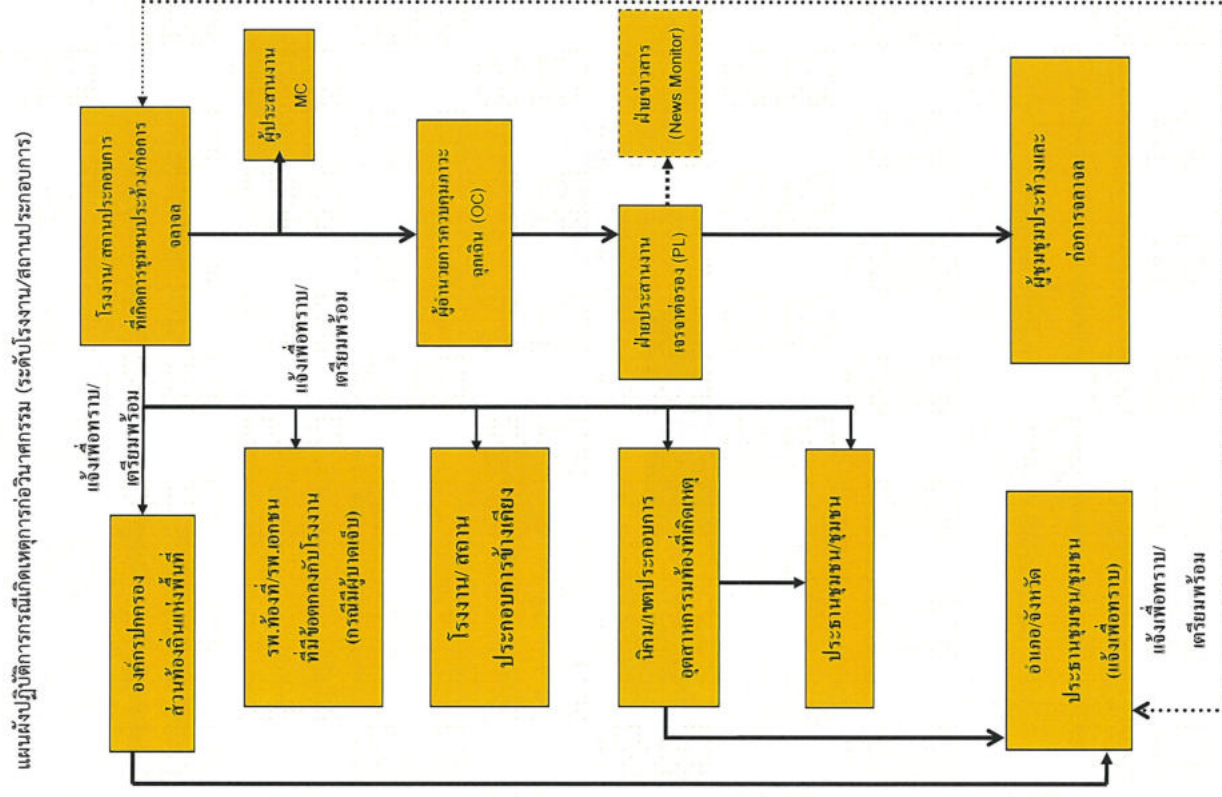 แผนผังปฏิบัติการกรณีเกิดเหตุการก่อวินาศกรรม (ระดับโรงงาน/สถานประกอบการ)
โรงงาน/ สถานประกอบการ
ที่เกิดการชุมชนประท้วง/ก่อการ
จลาจล
ผู้ประสานงาน
MC
ผู้อำนวยการควบคุมภาวะ
ฉุกเฉิน (OC)
ฝ่ายประสานงาน
เจรจาต่อรอง (PL)
ฝ่ายข่าวสาร
(News Monitor)
ผู้ชุมชุมประท้วงและ
ก่อการจลาจล
แจ้งเพื่อทราบ/
เตรียมพร้อม
แจ้งเพื่อทราบ/
เตรียมพร้อม
องค์กรปกครอง
ส่วนท้องถิ่นแห่งพื้นที่
รพ.ท้องที่/รพ.เอกชน
ที่มีข้อตกลงกับโรงงาน
(กรณีมีผู้บาดเจ็บ)
โรงงาน/ สถาน
ประกอบการข้างเคียง
นิคม/เขตประกอบการ
อุตสาหกรรมท้องที่เกิดเหตุ
ประธานชุมชน/ชุมชน
อำเภอ/จังหวัด
ประธานชุมชน/ชุมชน
(แจ้งเพื่อทราบ)
แจ้งเพื่อทราบ/
เตรียมพร้อม